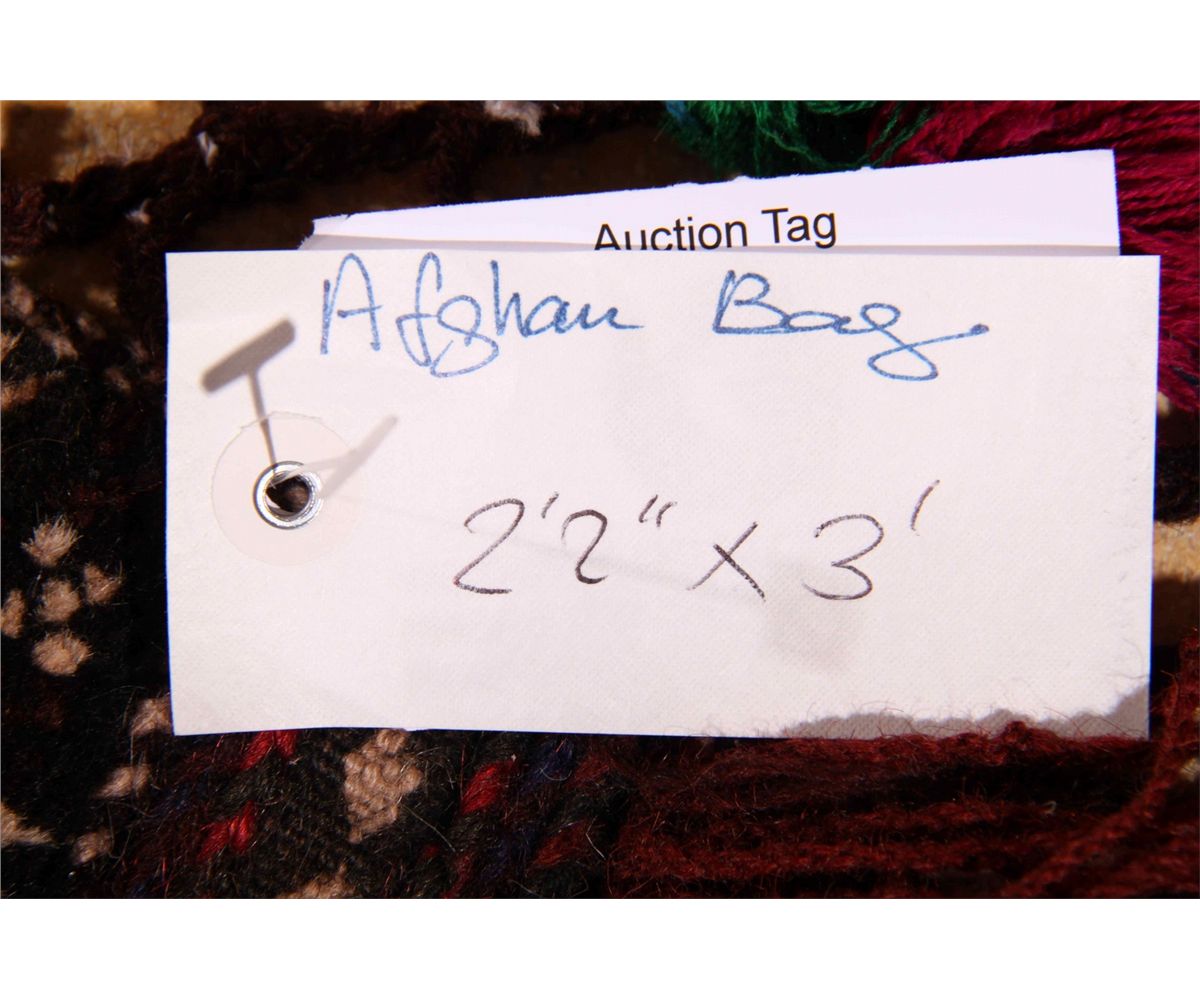 Auction Tag
Afghan Bag
2'2" x 3'